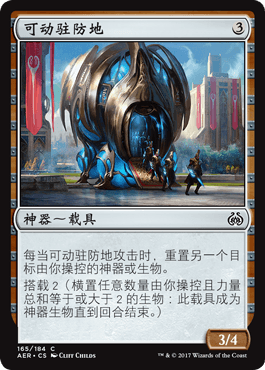 可动驻防地 3
神器～载具
每当可动驻防地攻击时，重置另一个目
标由你操控的神器或生物。
搭载2（横置任意数量由你操控且力量
总和等于或大于2的生物：此载具成为
神器生物直到回合结束。）
3/4
165/184 C
AER • CS Cliff Childs
™ & © 2017 Wizards of the Coast